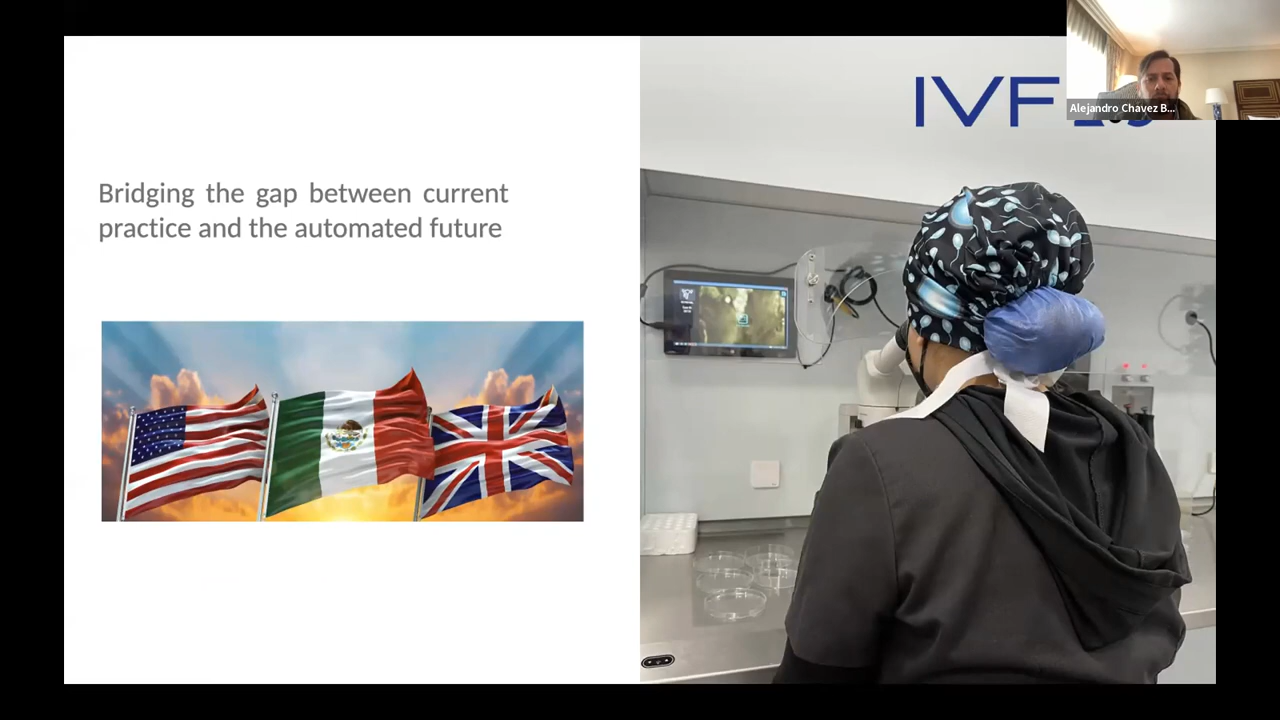 IVF
Alejandro Chavez B...
Bridging the gap between current
practice and the automated future